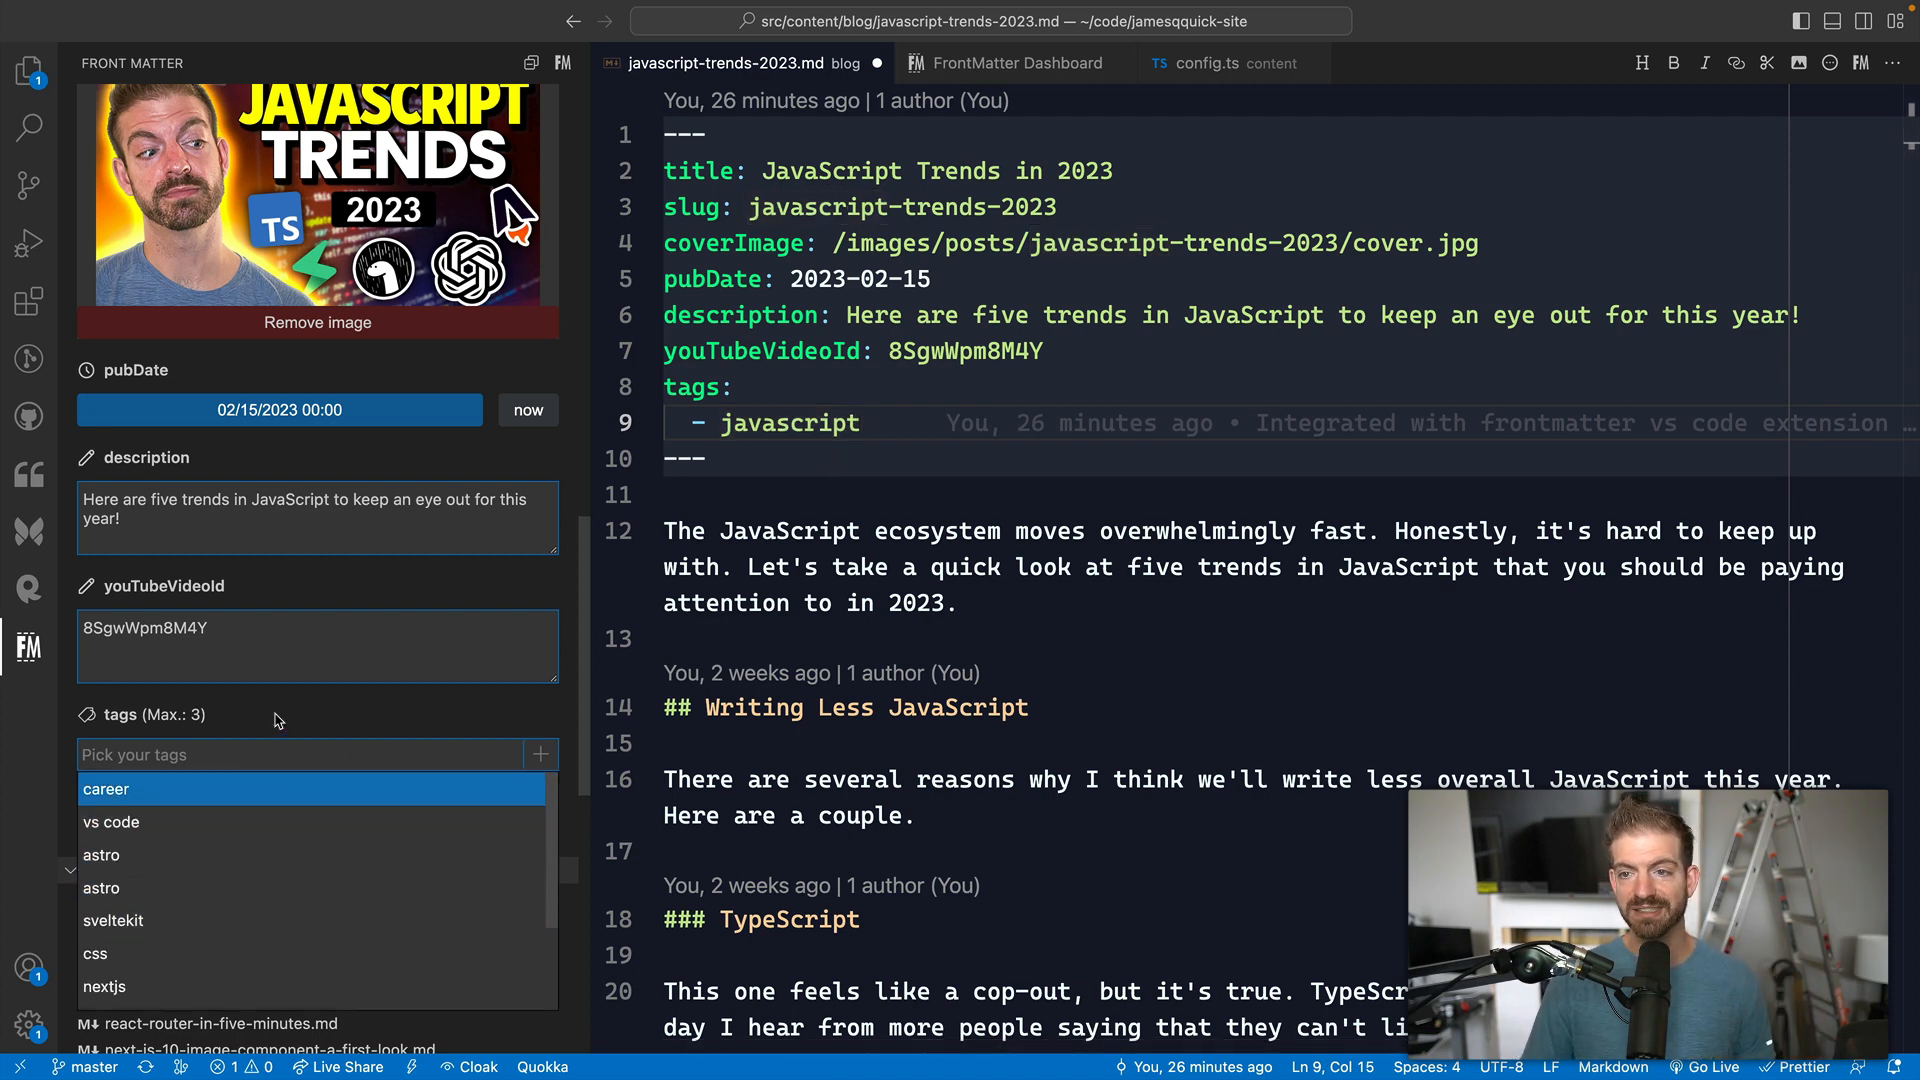 src/content/blog/javascript-trends-2023.md — ~/code/jamesqquick-site
FRONT MATTER
FM
javascript-trends-2023.md blog
FM FrontMatter Dashboard
TS config.ts content
H B I FM
JAVASCRIPT
TRENDS
TS
2023
Remove image
pubDate
02/15/2023 00:00
now
description
Here are five trends in JavaScript to keep an eye out for this
year!
youTubeVideoId
8SgwWpm8M4Y
tags (Max.: 3)
Pick your tags
career
vs code
astro
astro
sveltekit
css
nextjs
react-router-in-five-minutes.md
next-js-10-image-component-a-first-look.md
1
FM
1
1
You, 26 minutes ago | 1 author (You)
1 ---
2 title: JavaScript Trends in 2023
3 slug: javascript-trends-2023
4 coverImage: /images/posts/javascript-trends-2023/cover.jpg
5 pubDate: 2023-02-15
6 description: Here are five trends in JavaScript to keep an eye out for this year!
7 youTubeVideoId: 8SgwWpm8M4Y
8 tags:
9 - javascript You, 26 minutes ago • Integrated with frontmatter vs code extension …
10 ---
11
12 The JavaScript ecosystem moves overwhelmingly fast. Honestly, it's hard to keep up
with. Let's take a quick look at five trends in JavaScript that you should be paying
attention to in 2023.
13
You, 2 weeks ago | 1 author (You)
14 ## Writing Less JavaScript
15
16 There are several reasons why I think we'll write less overall JavaScript this year.
Here are a couple.
17
You, 2 weeks ago | 1 author (You)
18 ### TypeScript
19
20 This one feels like a cop-out, but it's true. TypeScr
day I hear from more people saying that they can't li
master 1 0 Live Share Cloak Quokka
You, 26 minutes ago Ln 9, Col 15 Spaces: 4 UTF-8 LF Markdown Go Live Prettier